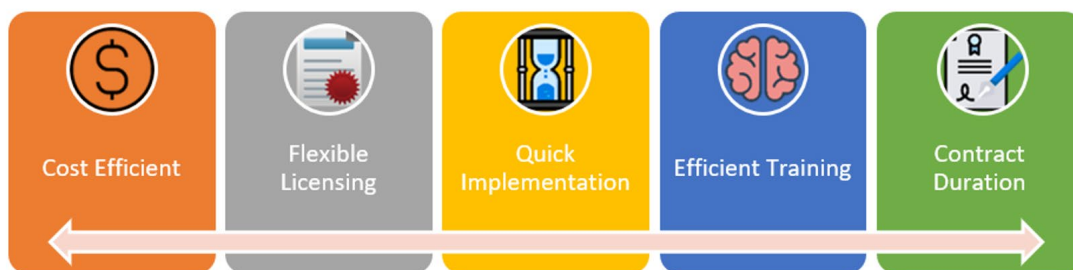 Cost Efficient
Flexible
Licensing
Quick
Implementation
Efficient Training
Contract
Duration